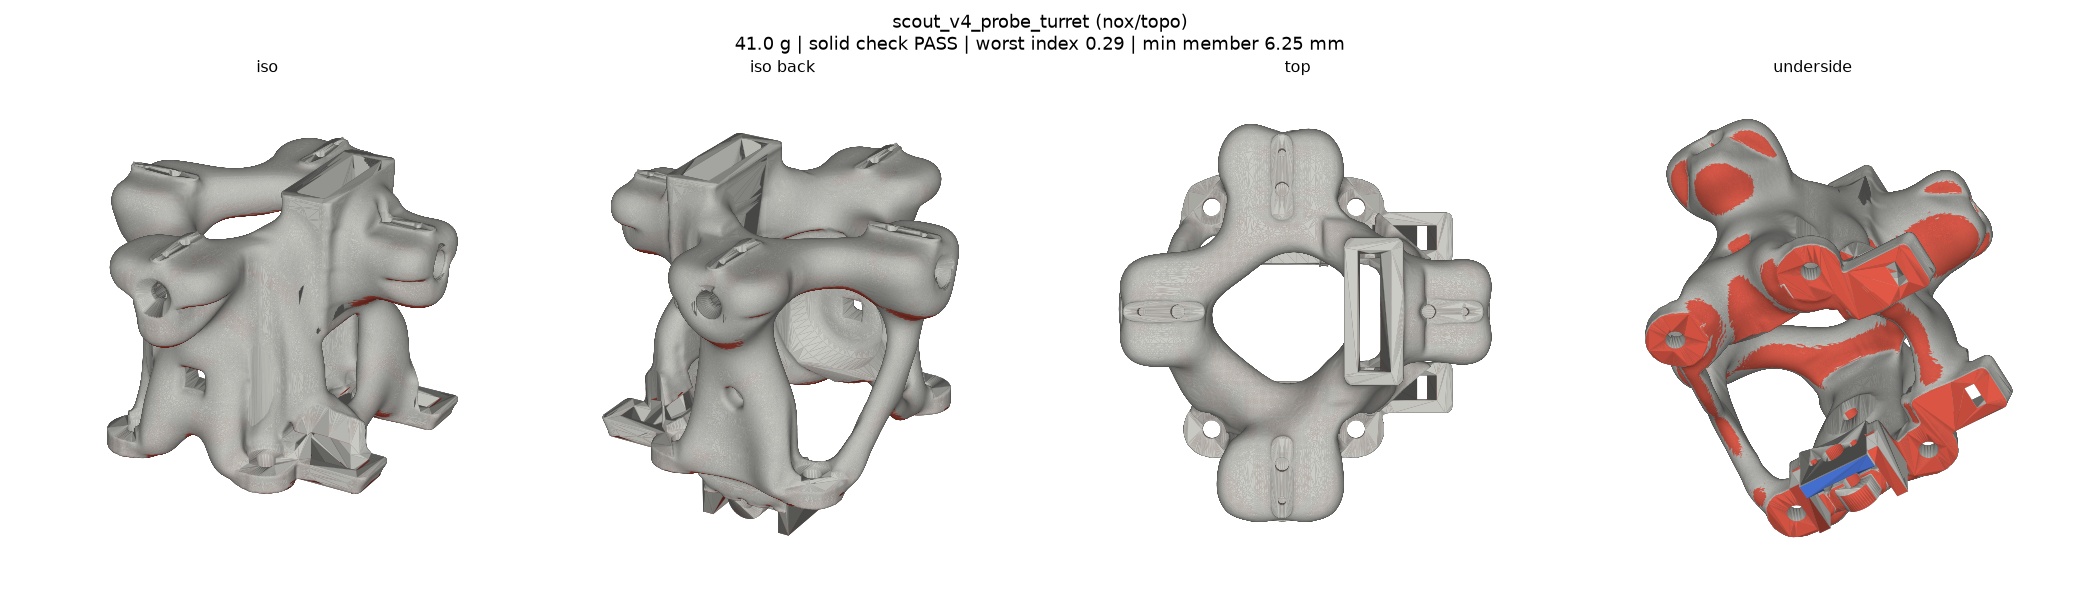 scout_v4_probe_turret (nox/topo)
41.0 g | solid check PASS | worst index 0.29 | min member 6.25 mm
iso
iso back
top
underside